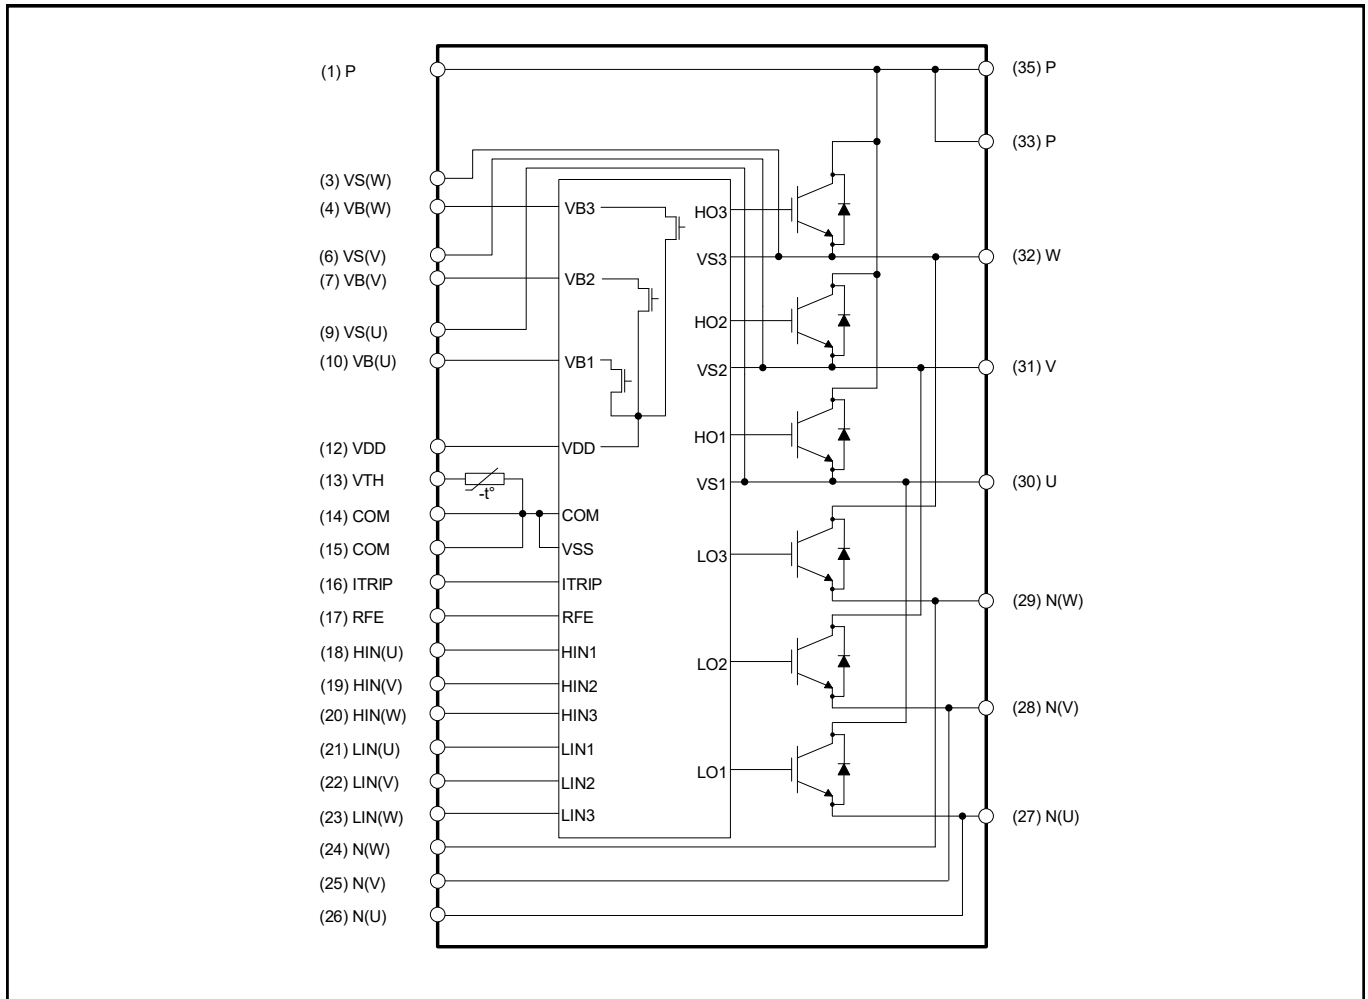 (1) P
(3) VS(W)
(4) VB(W)
(6) VS(V)
(7) VB(V)
(9) VS(U)
(10) VB(U)
(12) VDD
(13) VTH
(14) COM
(15) COM
(16) ITRIP
(17) RFE
(18) HIN(U)
(19) HIN(V)
(20) HIN(W)
(21) LIN(U)
(22) LIN(V)
(23) LIN(W)
(24) N(W)
(25) N(V)
(26) N(U)
-t°
VB3
VB2
VB1
VDD
COM
VSS
ITRIP
RFE
HIN1
HIN2
HIN3
LIN1
LIN2
LIN3
HO3
VS3
HO2
VS2
HO1
VS1
LO3
LO2
LO1
(35) P
(33) P
(32) W
(31) V
(30) U
(29) N(W)
(28) N(V)
(27) N(U)